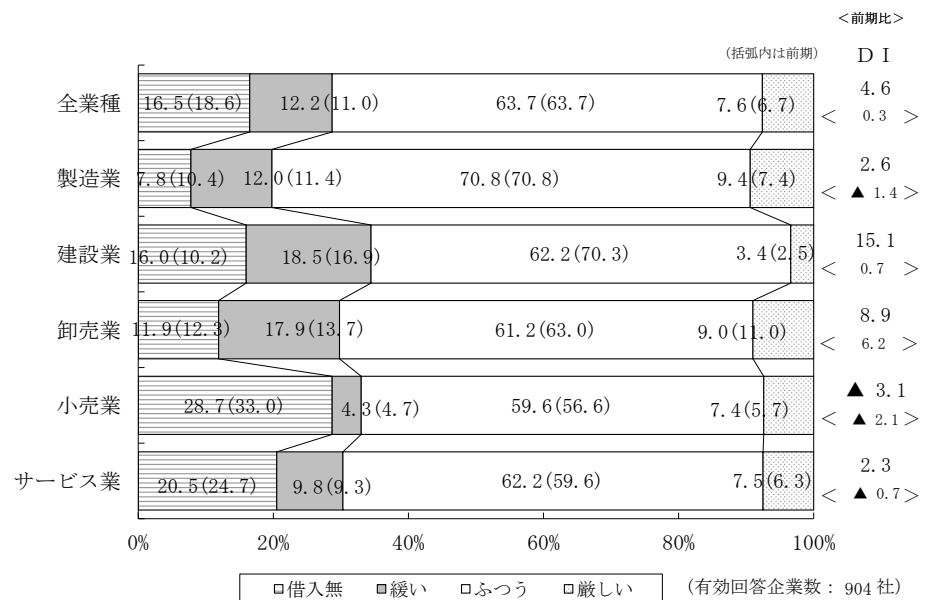 ＜前期比＞
(括弧内は前期) ＤＩ
全業種 16.5(18.6) 12.2(11.0) 63.7(63.7) 7.6(6.7) 4.6
＜ 0.3 ＞
製造業 7.8(10.4) 12.0(11.4) 70.8(70.8) 9.4(7.4) 2.6
＜ ▲ 1.4 ＞
建設業 16.0(10.2) 18.5(16.9) 62.2(70.3) 3.4(2.5) 15.1
＜ 0.7 ＞
卸売業 11.9(12.3) 17.9(13.7) 61.2(63.0) 9.0(11.0) 8.9
＜ 6.2 ＞
小売業 28.7(33.0) 4.3(4.7) 59.6(56.6) 7.4(5.7) ▲ 3.1
＜ ▲ 2.1 ＞
サービス業 20.5(24.7) 9.8(9.3) 62.2(59.6) 7.5(6.3) 2.3
＜ ▲ 0.7 ＞
0% 20% 40% 60% 80% 100%
借入無 緩い ふつう 厳しい (有効回答企業数：904社)